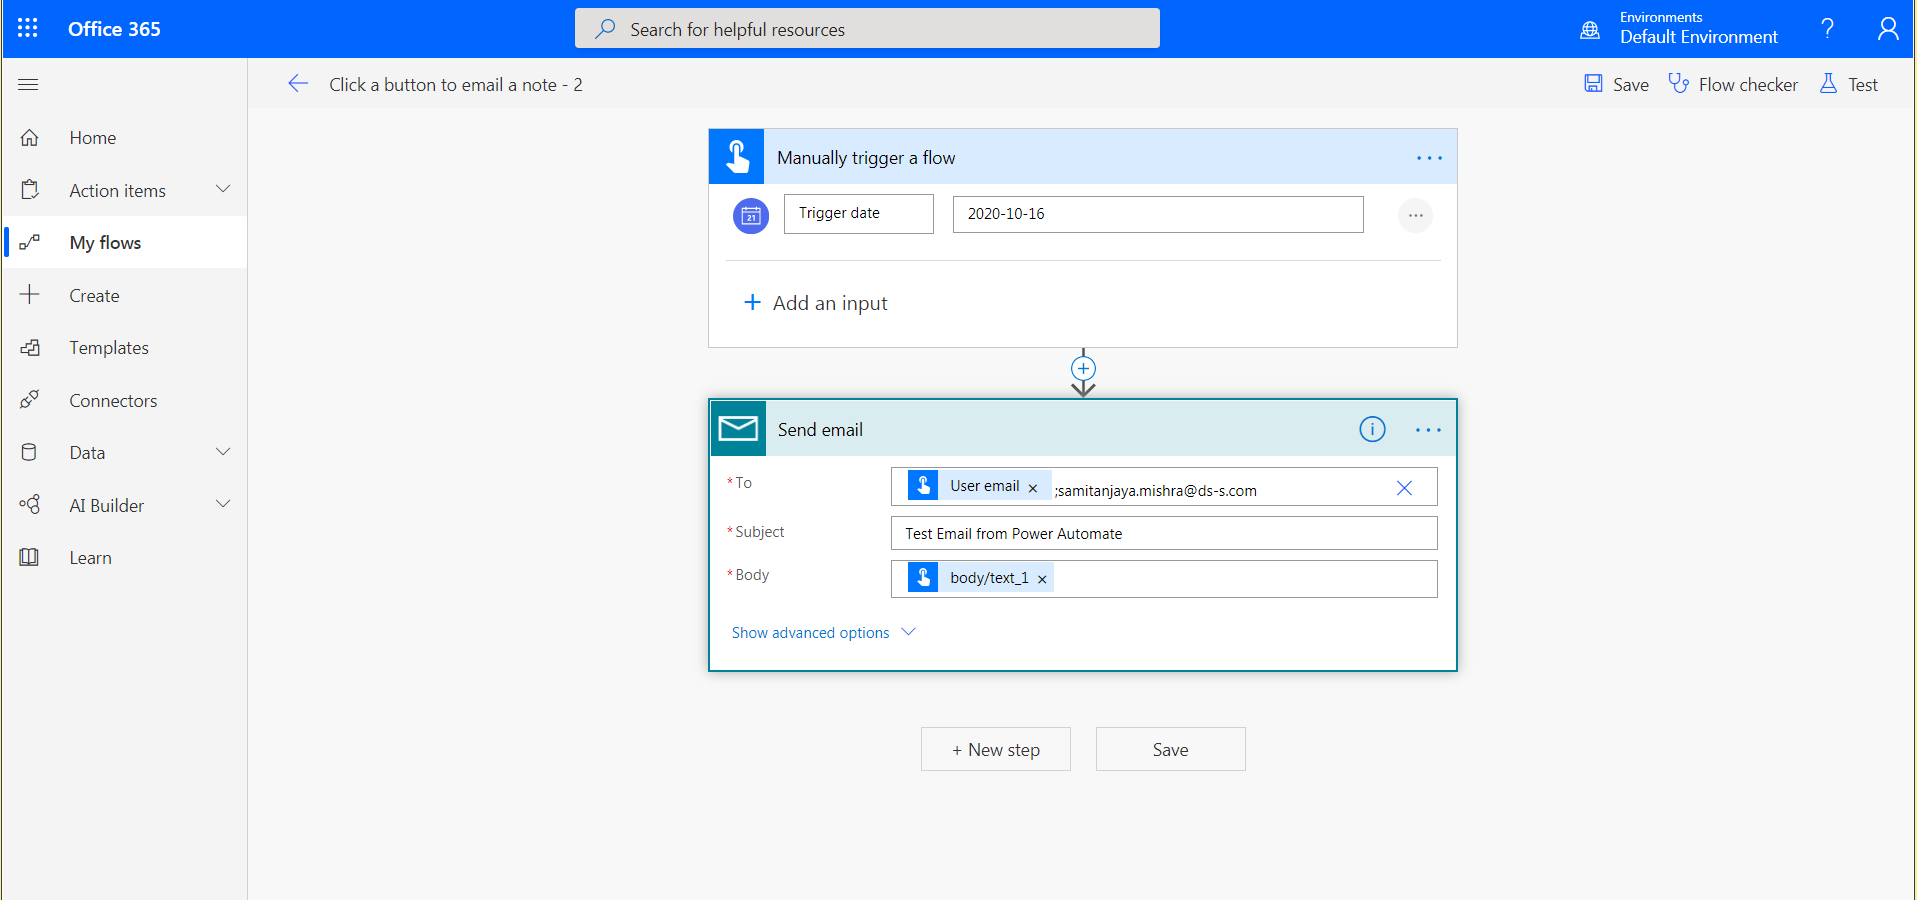 Office 365
Search for helpful resources
Environments
Default Environment
?
Click a button to email a note - 2
Save
Flow checker
Test
Home
Action items
My flows
Create
Templates
Connectors
Data
AI Builder
Learn
Manually trigger a flow
...
21
Trigger date
2020-10-16
...
+ Add an input
Send email
i
...
* To
User email × ;samitanjaya.mishra@ds-s.com
* Subject
Test Email from Power Automate
* Body
body/text_1 ×
Show advanced options
+ New step
Save